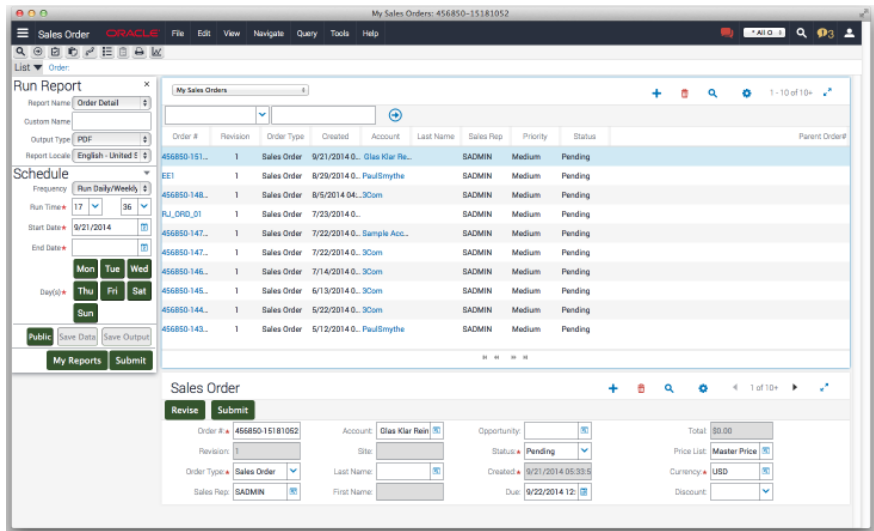 My Sales Orders: 456850-15181052
Sales Order ORACLE File Edit View Navigate Query Tools Help
3
List Order:
Run Report ×
Report Name Order Detail
Custom Name
Output Type PDF
Report Locale English - United S
Schedule
Frequency Run Daily/Weekly
Run Time* 17 36
Start Date* 9/21/2014
End Date*
Mon Tue Wed
Day(s)* Thu Fri Sat
Sun
Public Save Data Save Output
My Reports Submit
My Sales Orders 1 - 10 of 10+
Order # Revision Order Type Created Account Last Name Sales Rep Priority Status Parent Order#
456850-151... 1 Sales Order 9/21/2014 0... Glas Klar Re... SADMIN Medium Pending
EE1 1 Sales Order 8/29/2014 0... PaulSmythe SADMIN Medium Pending
456850-148... 1 Sales Order 8/5/2014 04:... 3Com SADMIN Medium Pending
RJ_ORD_01 1 Sales Order 7/23/2014 0... SADMIN Medium Pending
456850-147... 1 Sales Order 7/22/2014 0... Sample Acc... SADMIN Medium Pending
456850-147... 1 Sales Order 7/22/2014 0... 3Com SADMIN Medium Pending
456850-146... 1 Sales Order 7/14/2014 0... 3Com SADMIN Medium Pending
456850-145... 1 Sales Order 6/13/2014 0... 3Com SADMIN Medium Pending
456850-144... 1 Sales Order 5/22/2014 0... 3Com SADMIN Medium Pending
456850-143... 1 Sales Order 5/12/2014 0... PaulSmythe SADMIN Medium Pending
Sales Order 1 of 10+
Revise Submit
Order #:* 456850-15181052 Account: Glas Klar Rein Opportunity: Total: $0.00
Revision: 1 Site: Status:* Pending Price List: Master Price
Order Type:* Sales Order Last Name: Created:* 9/21/2014 05:33:5 Currency:* USD
Sales Rep: SADMIN First Name: Due: 9/22/2014 12: Discount: